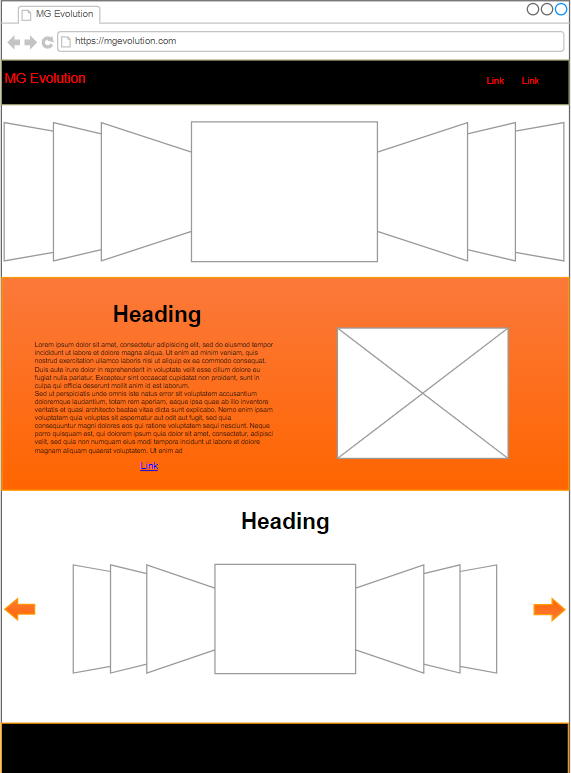 MG Evolution
https://mgevolution.com
MG Evolution
Link Link
Heading
Lorem ipsum dolor sit amet, consectetur adipisicing elit, sed do eiusmod tempor
incididunt ut labore et dolore magna aliqua. Ut enim ad minim veniam, quis
nostrud exercitation ullamco laboris nisi ut aliquip ex ea commodo consequat.
Duis aute irure dolor in reprehenderit in voluptate velit esse cillum dolore eu
fugiat nulla pariatur. Excepteur sint occaecat cupidatat non proident, sunt in
culpa qui officia deserunt mollit anim id est laborum.
Sed ut perspiciatis unde omnis iste natus error sit voluptatem accusantium
doloremque laudantium, totam rem aperiam, eaque ipsa quae ab illo inventore
veritatis et quasi architecto beatae vitae dicta sunt explicabo. Nemo enim ipsam
voluptatem quia voluptas sit aspernatur aut odit aut fugit, sed quia
consequuntur magni dolores eos qui ratione voluptatem sequi nesciunt. Neque
porro quisquam est, qui dolorem ipsum quia dolor sit amet, consectetur, adipisci
velit, sed quia non numquam eius modi tempora incidunt ut labore et dolore
magnam aliquam quaerat voluptatem. Ut enim ad
Link
Heading